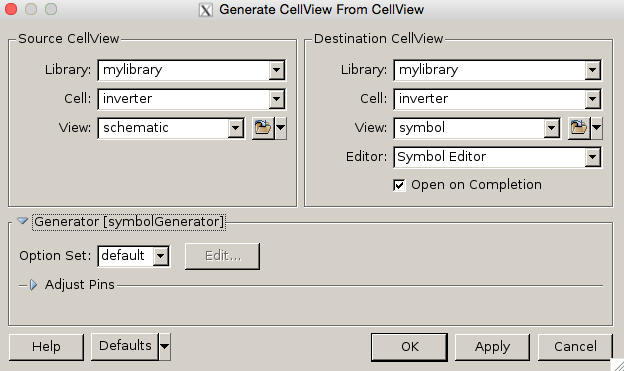 Generate CellView From CellView
Source CellView
Library: mylibrary
Cell: inverter
View: schematic
Destination CellView
Library: mylibrary
Cell: inverter
View: symbol
Editor: Symbol Editor
Open on Completion
Generator [symbolGenerator]
Option Set: default Edit...
Adjust Pins
Help Defaults OK Apply Cancel